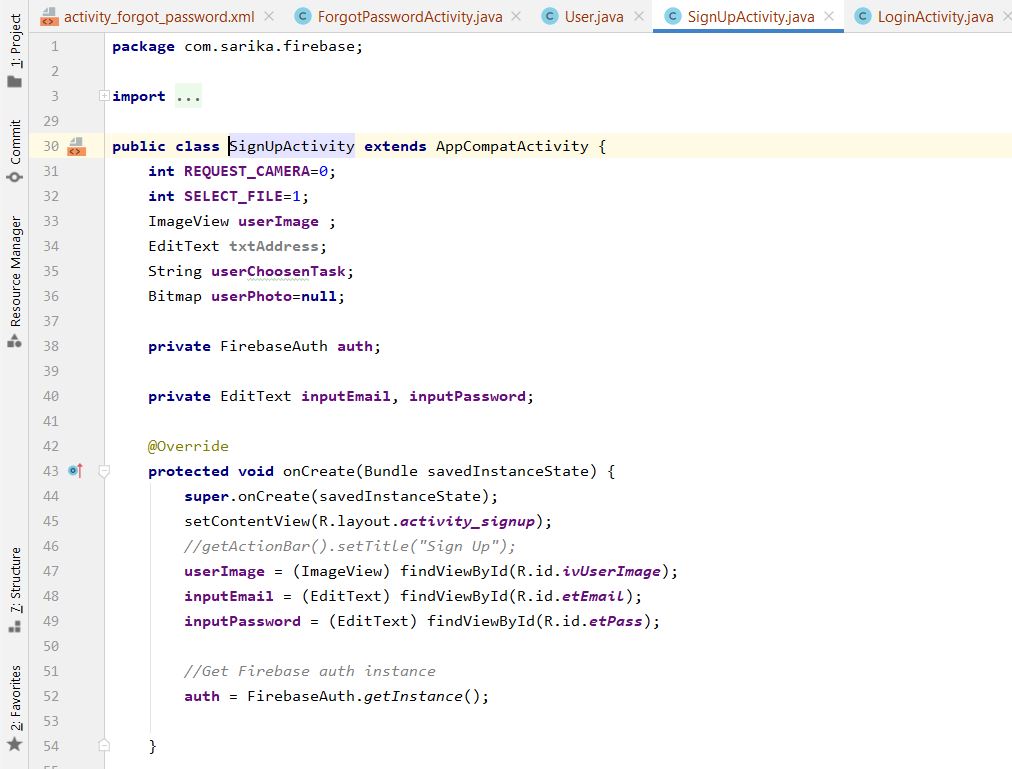 activity_forgot_password.xml ForgotPasswordActivity.java User.java SignUpActivity.java LoginActivity.java
1: Project
Commit
Resource Manager
7: Structure
2: Favorites
1 package com.sarika.firebase;
2
3 import ...
29
30 public class SignUpActivity extends AppCompatActivity {
31 int REQUEST_CAMERA=0;
32 int SELECT_FILE=1;
33 ImageView userImage ;
34 EditText txtAddress;
35 String userChoosenTask;
36 Bitmap userPhoto=null;
37
38 private FirebaseAuth auth;
39
40 private EditText inputEmail, inputPassword;
41
42 @Override
43 protected void onCreate(Bundle savedInstanceState) {
44 super.onCreate(savedInstanceState);
45 setContentView(R.layout.activity_signup);
46 //getActionBar().setTitle("Sign Up");
47 userImage = (ImageView) findViewById(R.id.ivUserImage);
48 inputEmail = (EditText) findViewById(R.id.etEmail);
49 inputPassword = (EditText) findViewById(R.id.etPass);
50
51 //Get Firebase auth instance
52 auth = FirebaseAuth.getInstance();
53
54 }